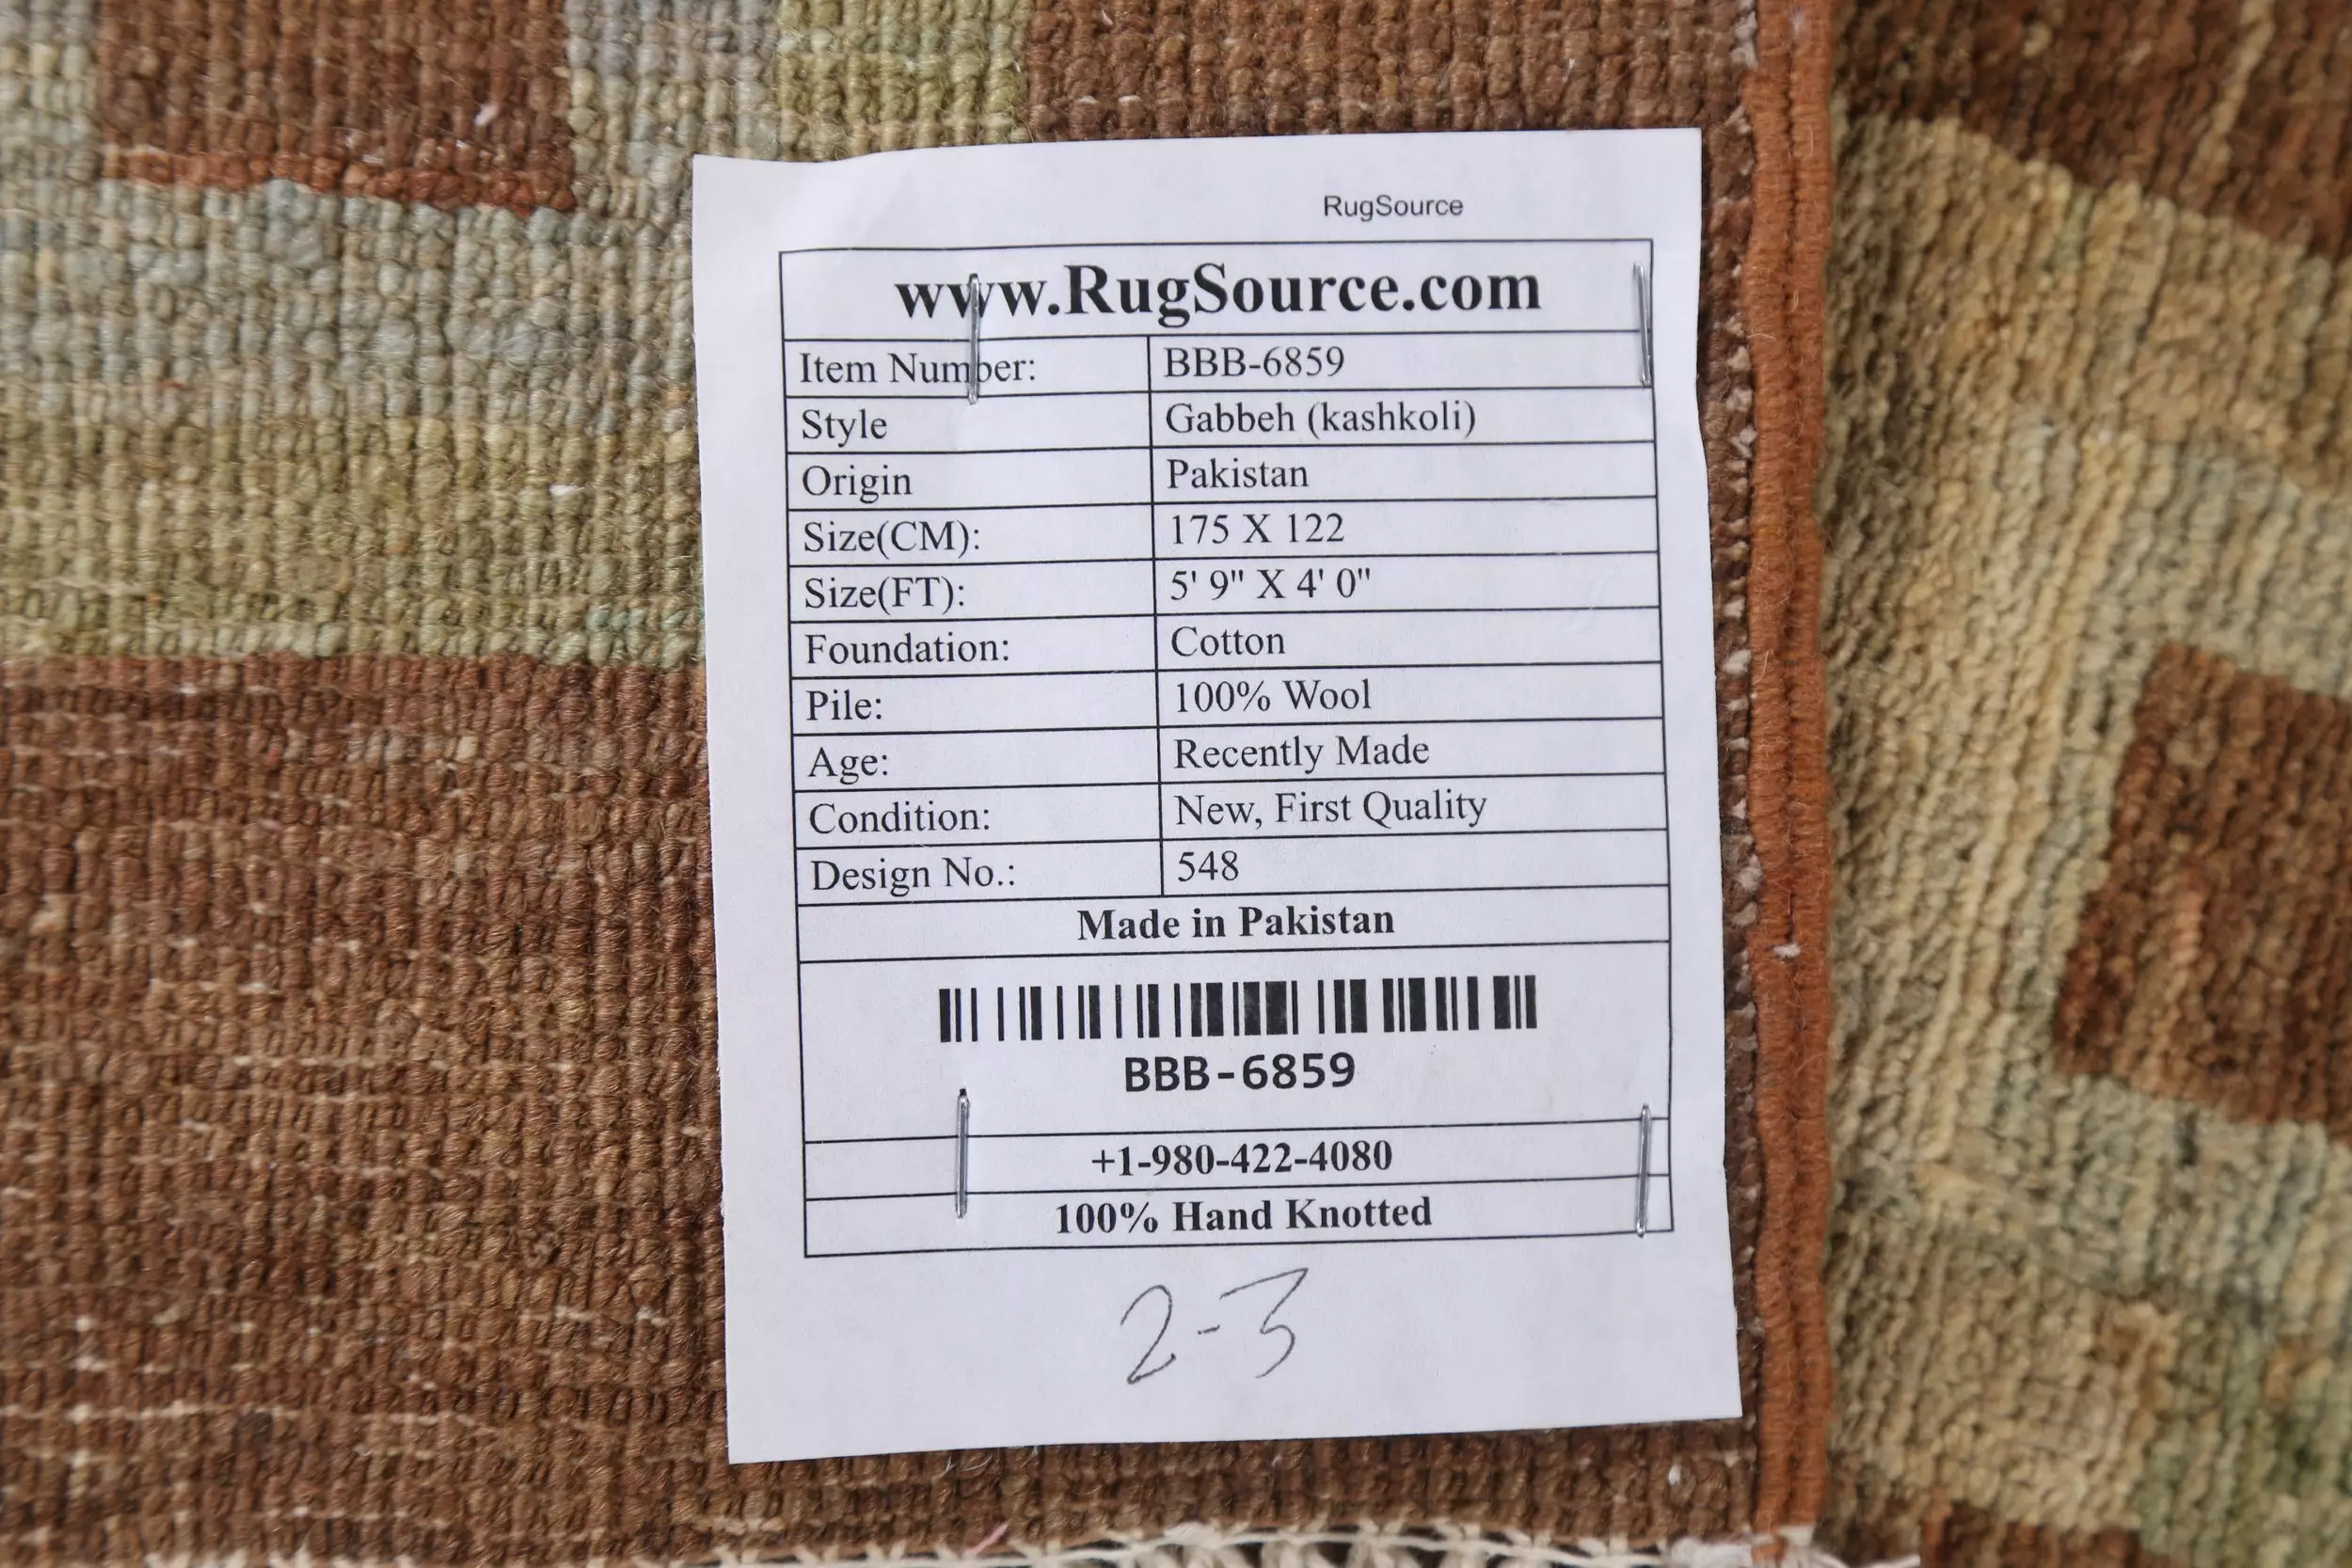 RugSource
www.RugSource.com
Item Number: BBB-6859
Style Gabbeh (kashkoli)
Origin Pakistan
Size(CM): 175 X 122
Size(FT): 5' 9" X 4' 0"
Foundation: Cotton
Pile: 100% Wool
Age: Recently Made
Condition: New, First Quality
Design No.: 548
Made in Pakistan
BBB-6859
+1-980-422-4080
100% Hand Knotted
2-3